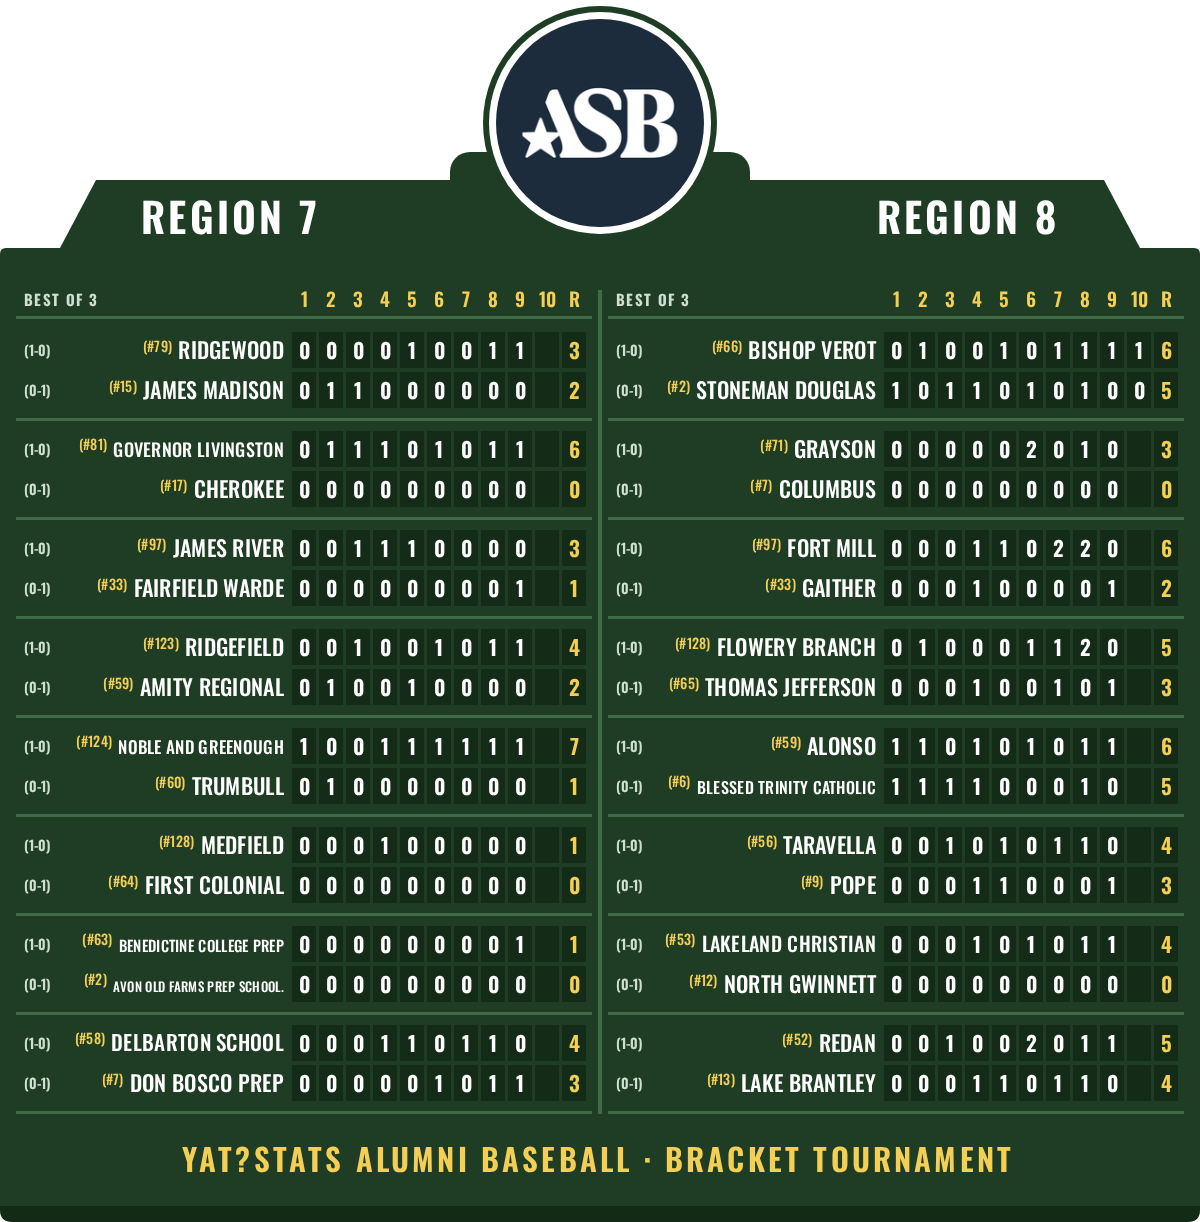 ASB
REGION 7
REGION 8
BEST OF 3 1 2 3 4 5 6 7 8 9 10 R
(1-0) (#79) RIDGEWOOD 0 0 0 0 1 0 0 1 1 3
(0-1) (#15) JAMES MADISON 0 1 1 0 0 0 0 0 0 2
(1-0) (#81) GOVERNOR LIVINGSTON 0 1 1 1 0 1 0 1 1 6
(0-1) (#17) CHEROKEE 0 0 0 0 0 0 0 0 0 0
(1-0) (#97) JAMES RIVER 0 0 1 1 1 0 0 0 0 3
(0-1) (#33) FAIRFIELD WARDE 0 0 0 0 0 0 0 0 1 1
(1-0) (#123) RIDGEFIELD 0 0 1 0 0 1 0 1 1 4
(0-1) (#59) AMITY REGIONAL 0 1 0 0 1 0 0 0 0 2
(1-0) (#124) NOBLE AND GREENOUGH 1 0 0 1 1 1 1 1 1 7
(0-1) (#60) TRUMBULL 0 1 0 0 0 0 0 0 0 1
(1-0) (#128) MEDFIELD 0 0 0 1 0 0 0 0 0 1
(0-1) (#64) FIRST COLONIAL 0 0 0 0 0 0 0 0 0 0
(1-0) (#63) BENEDICTINE COLLEGE PREP 0 0 0 0 0 0 0 0 1 1
(0-1) (#2) AVON OLD FARMS PREP SCHOOL. 0 0 0 0 0 0 0 0 0 0
(1-0) (#58) DELBARTON SCHOOL 0 0 0 1 1 0 1 1 0 4
(0-1) (#7) DON BOSCO PREP 0 0 0 0 0 1 0 1 1 3
BEST OF 3 1 2 3 4 5 6 7 8 9 10 R
(1-0) (#66) BISHOP VEROT 0 1 0 0 1 0 1 1 1 1 6
(0-1) (#2) STONEMAN DOUGLAS 1 0 1 1 0 1 0 1 0 0 5
(1-0) (#71) GRAYSON 0 0 0 0 0 2 0 1 0 3
(0-1) (#7) COLUMBUS 0 0 0 0 0 0 0 0 0 0
(1-0) (#97) FORT MILL 0 0 0 1 1 0 2 2 0 6
(0-1) (#33) GAITHER 0 0 0 1 0 0 0 0 1 2
(1-0) (#128) FLOWERY BRANCH 0 1 0 0 0 1 1 2 0 5
(0-1) (#65) THOMAS JEFFERSON 0 0 0 1 0 0 1 0 1 3
(1-0) (#59) ALONSO 1 1 0 1 0 1 0 1 1 6
(0-1) (#6) BLESSED TRINITY CATHOLIC 1 1 1 1 0 0 0 1 0 5
(1-0) (#56) TARAVELLA 0 0 1 0 1 0 1 1 0 4
(0-1) (#9) POPE 0 0 0 1 1 0 0 0 1 3
(1-0) (#53) LAKELAND CHRISTIAN 0 0 0 1 0 1 0 1 1 4
(0-1) (#12) NORTH GWINNETT 0 0 0 0 0 0 0 0 0 0
(1-0) (#52) REDAN 0 0 1 0 0 2 0 1 1 5
(0-1) (#13) LAKE BRANTLEY 0 0 0 1 1 0 1 1 0 4
YAT?STATS ALUMNI BASEBALL · BRACKET TOURNAMENT